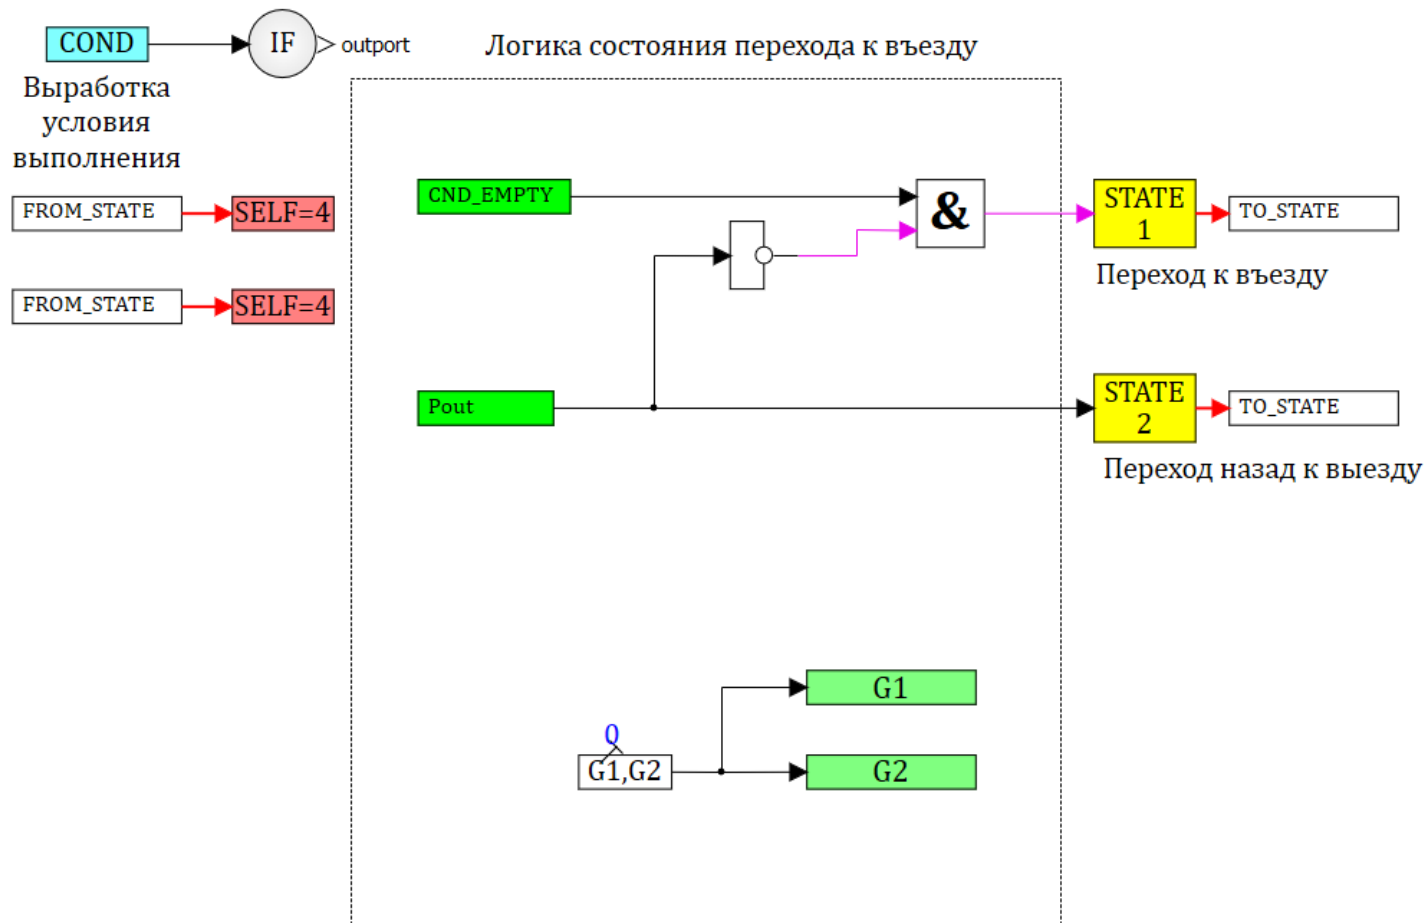 COND
IF
outport
Логика состояния перехода к въезду
Выработка
условия
выполнения
FROM_STATE
SELF=4
CND_EMPTY
&
STATE
1
TO_STATE
Переход к въезду
FROM_STATE
SELF=4
Pout
STATE
2
TO_STATE
Переход назад к выезду
G1
0
G1,G2
G2